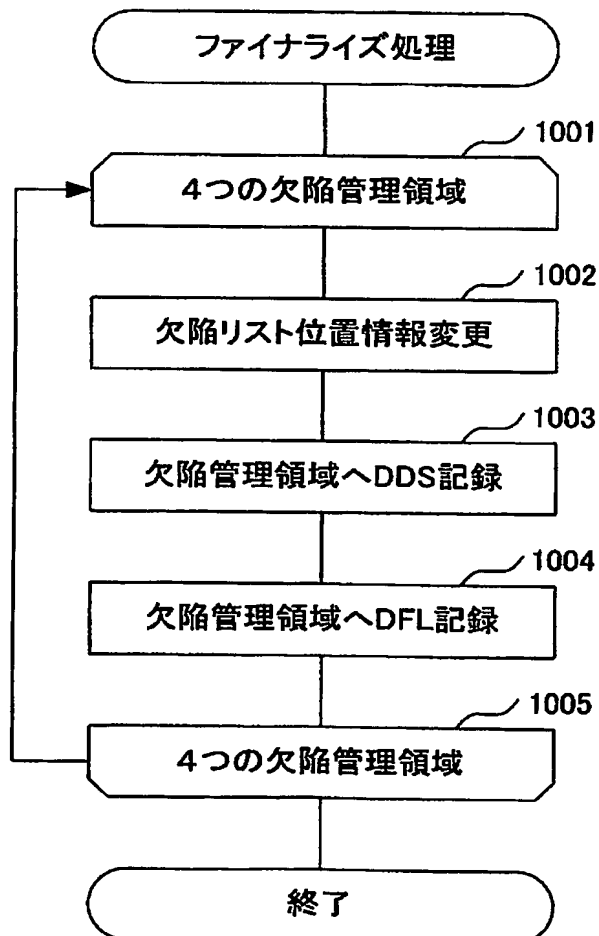 ファイナライズ処理
1001
4つの欠陥管理領域
1002
欠陥リスト位置情報変更
1003
欠陥管理領域へDDS記録
1004
欠陥管理領域へDFL記録
1005
4つの欠陥管理領域
終了